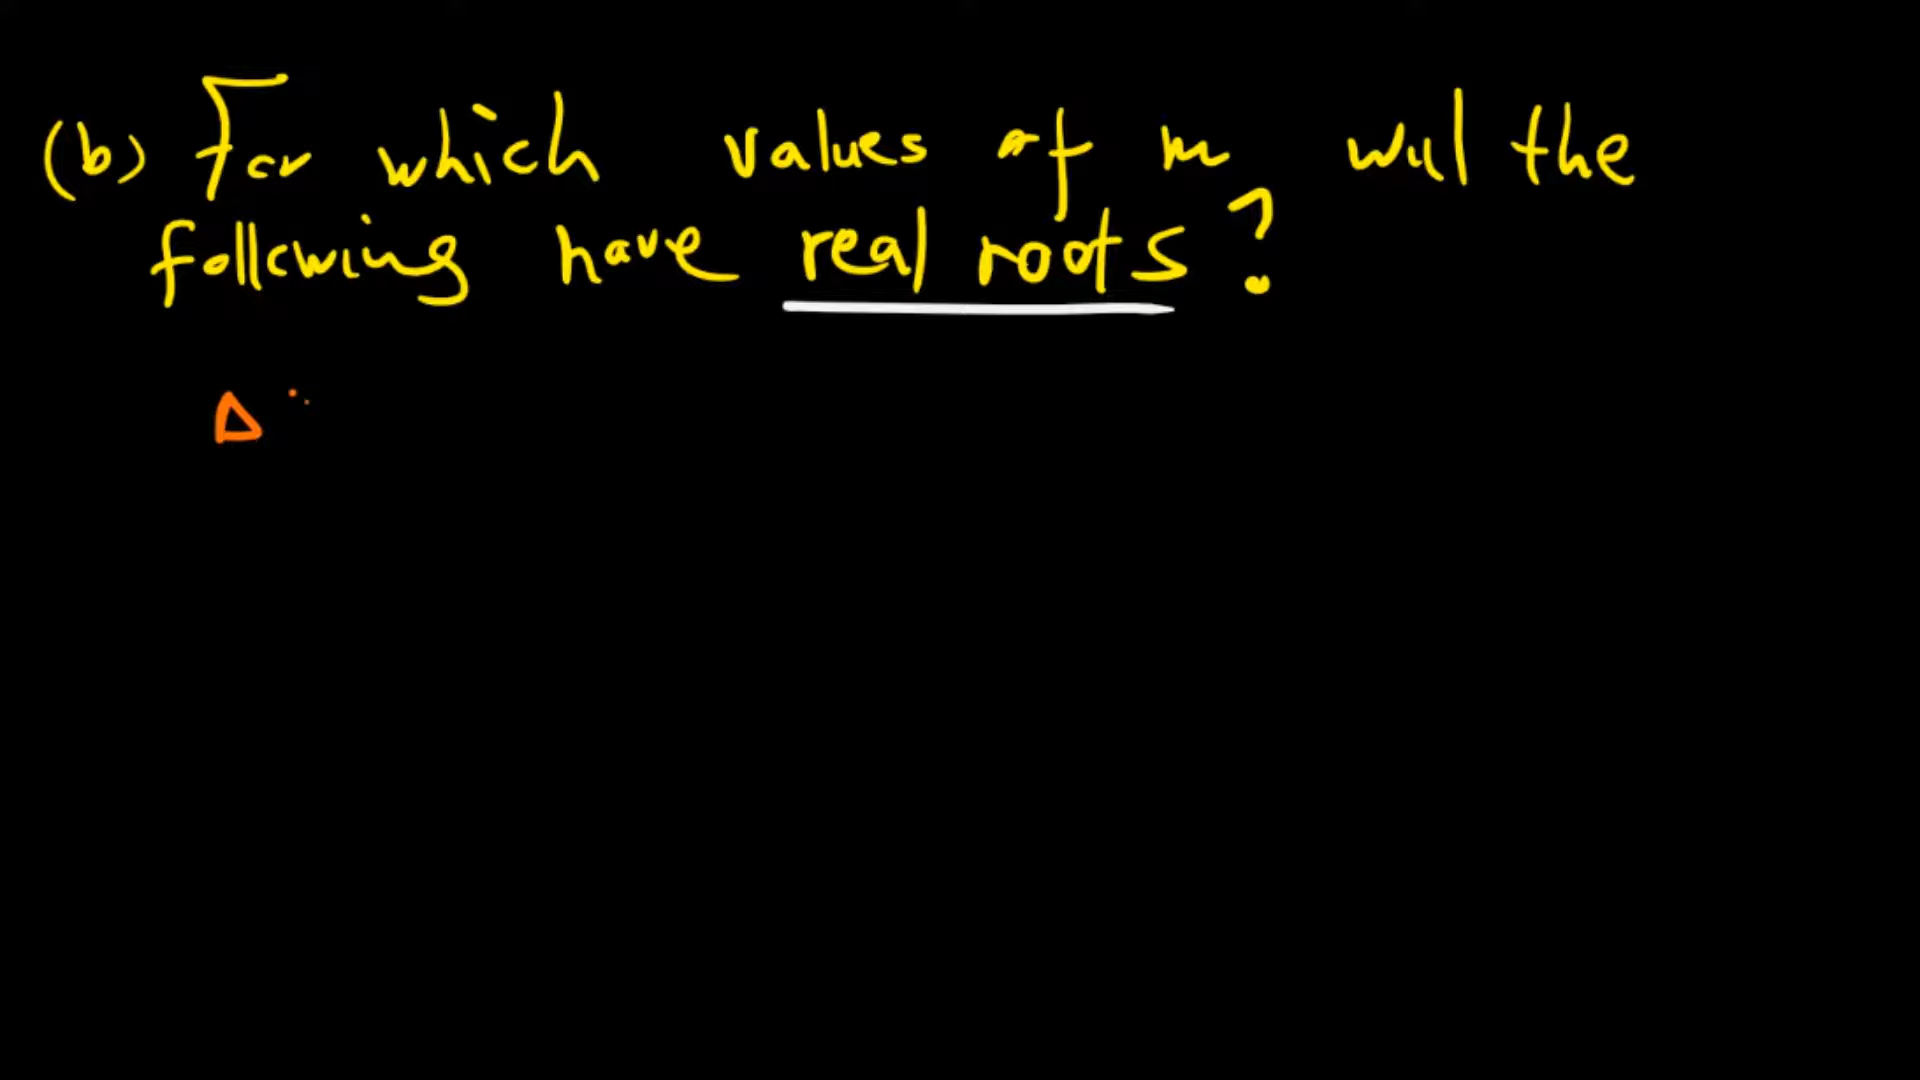 (b) For which values of m will the
following have real roots?
Δ